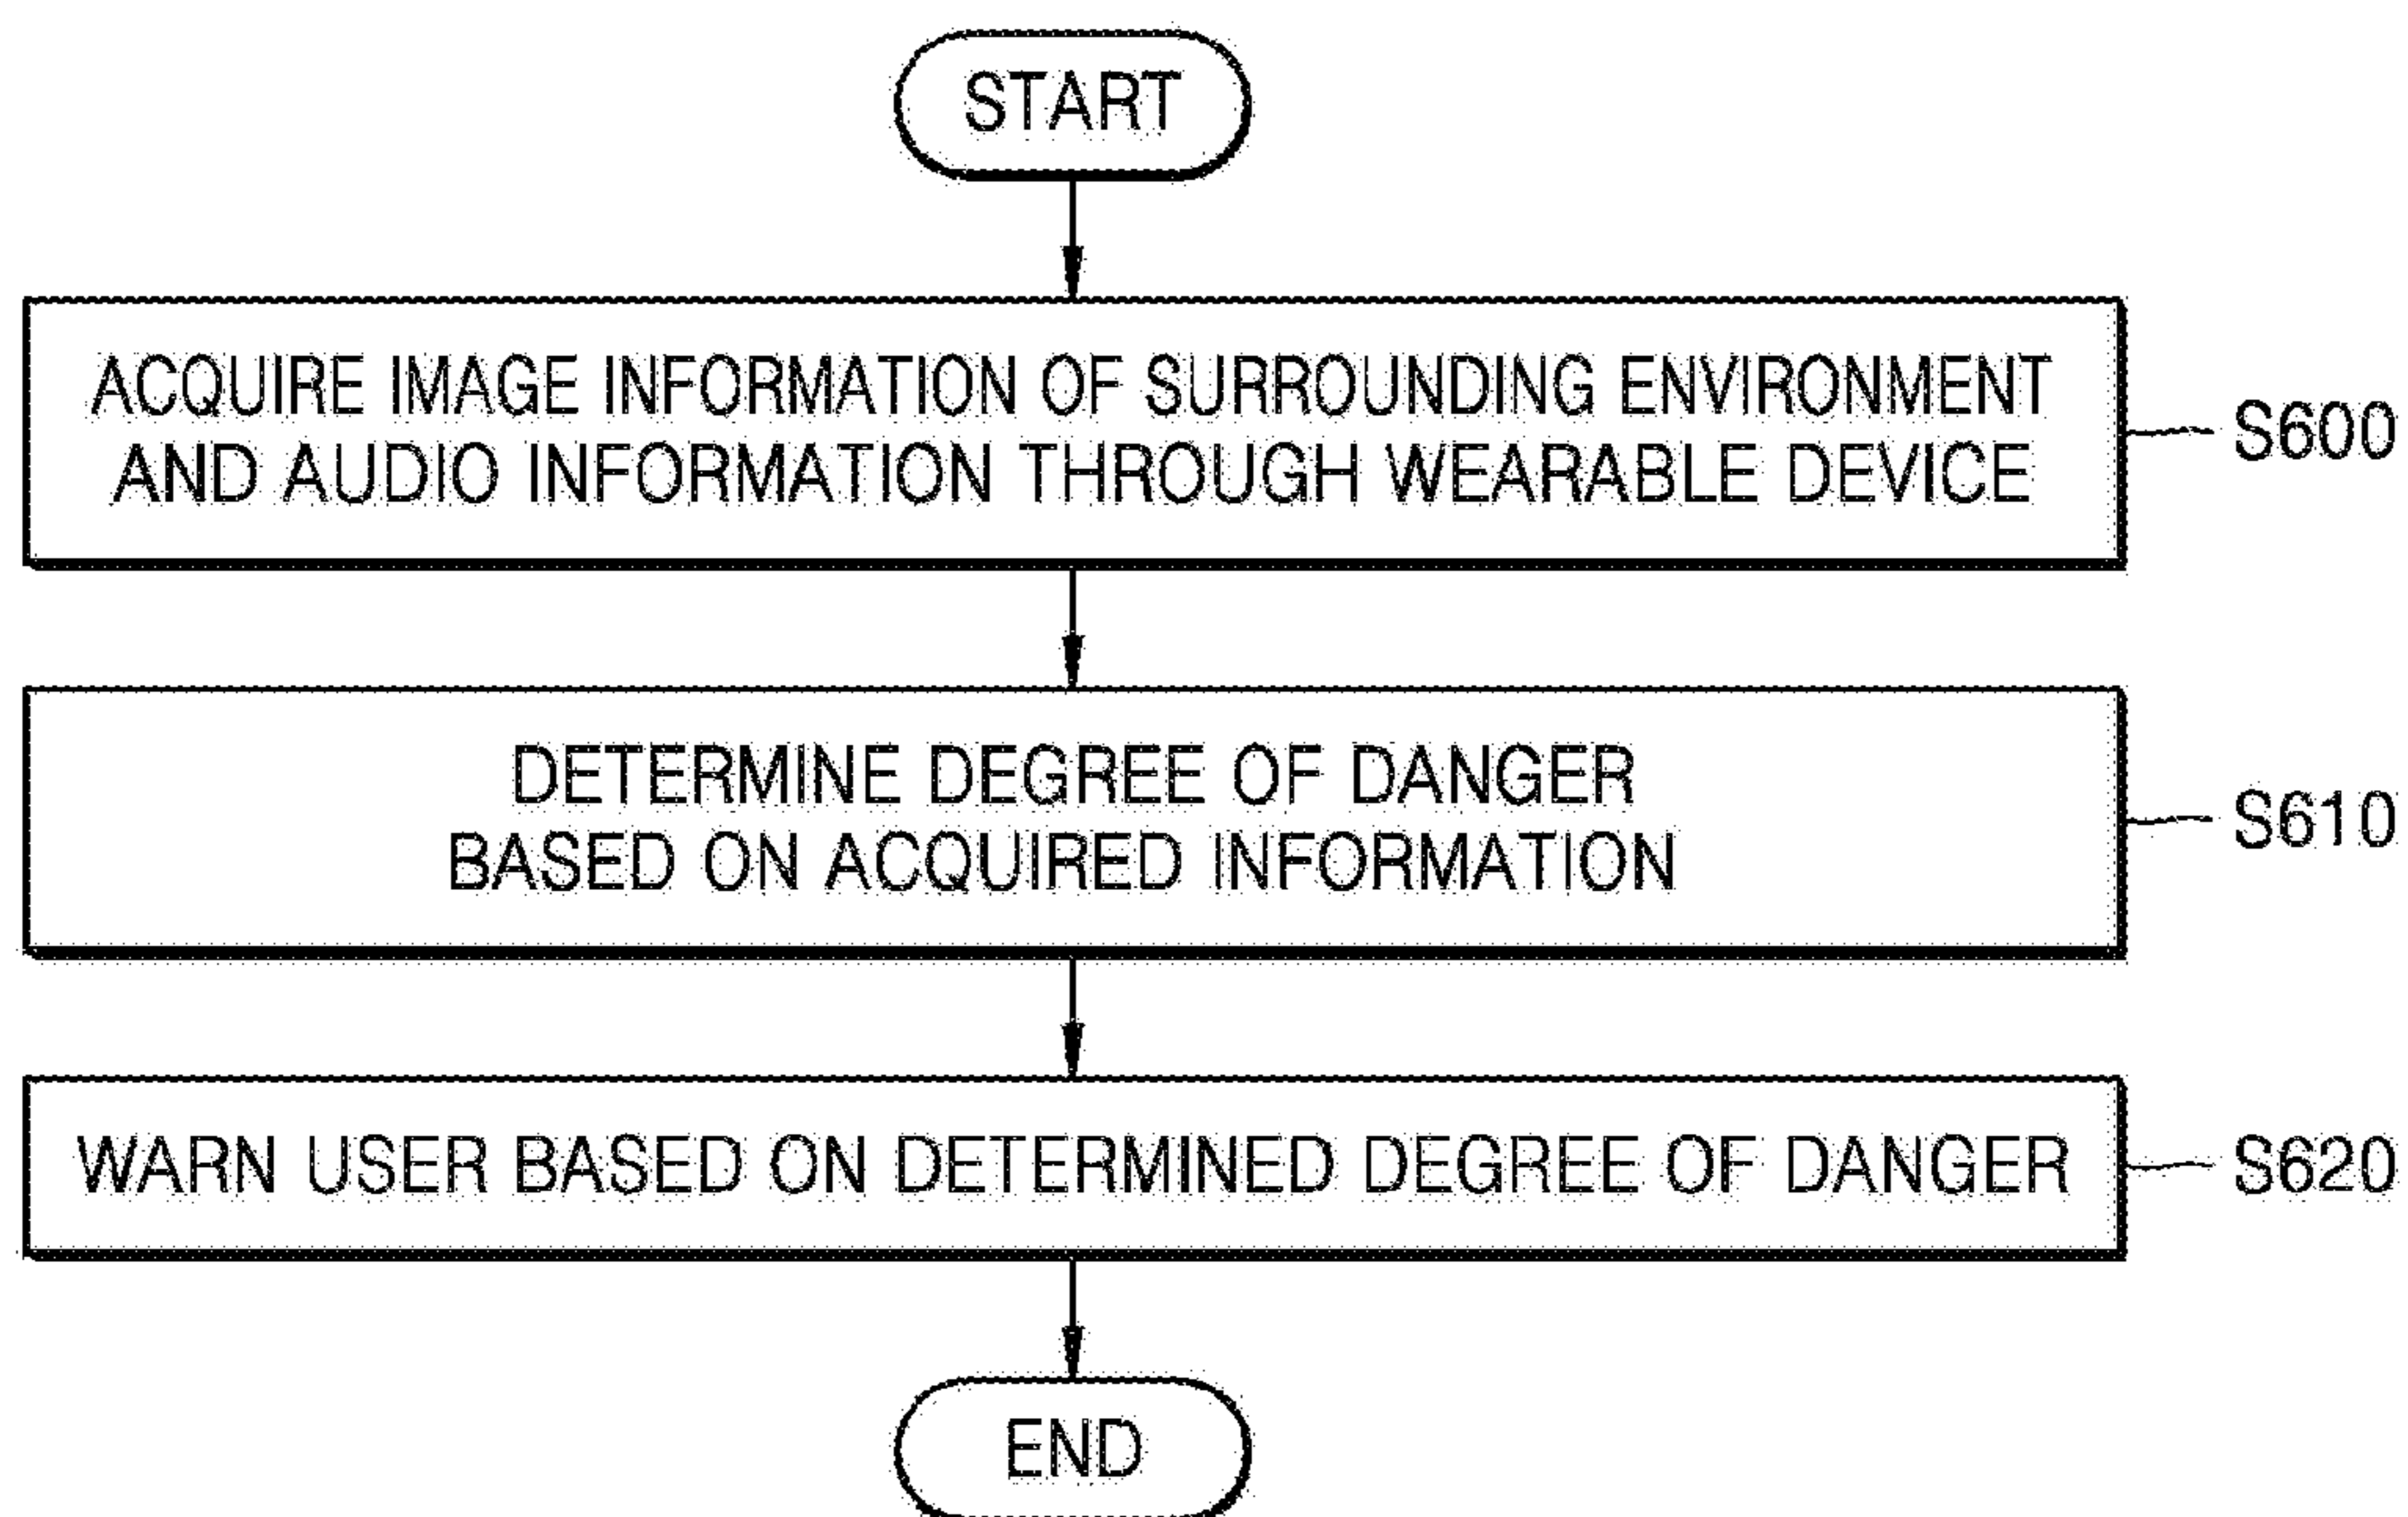 START
ACQUIRE IMAGE INFORMATION OF SURROUNDING ENVIRONMENT
AND AUDIO INFORMATION THROUGH WEARABLE DEVICE
S600
DETERMINE DEGREE OF DANGER
BASED ON ACQUIRED INFORMATION
S610
WARN USER BASED ON DETERMINED DEGREE OF DANGER
S620
END